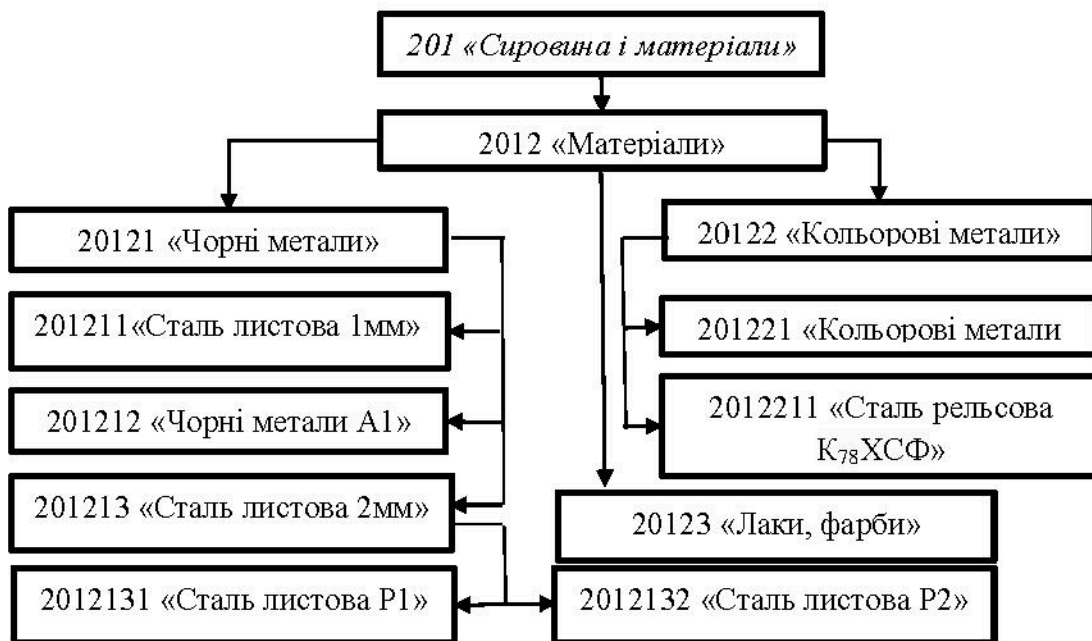 201 «Сировина і матеріали»
2012 «Матеріали»
20121 «Чорні метали»
20122 «Кольорові метали»
201211«Сталь листова 1мм»
201221 «Кольорові метали
201212 «Чорні метали А1»
2012211 «Сталь рельсова
К₇₈ХСФ»
201213 «Сталь листова 2мм»
20123 «Лаки, фарби»
2012131 «Сталь листова Р1»
2012132 «Сталь листова Р2»